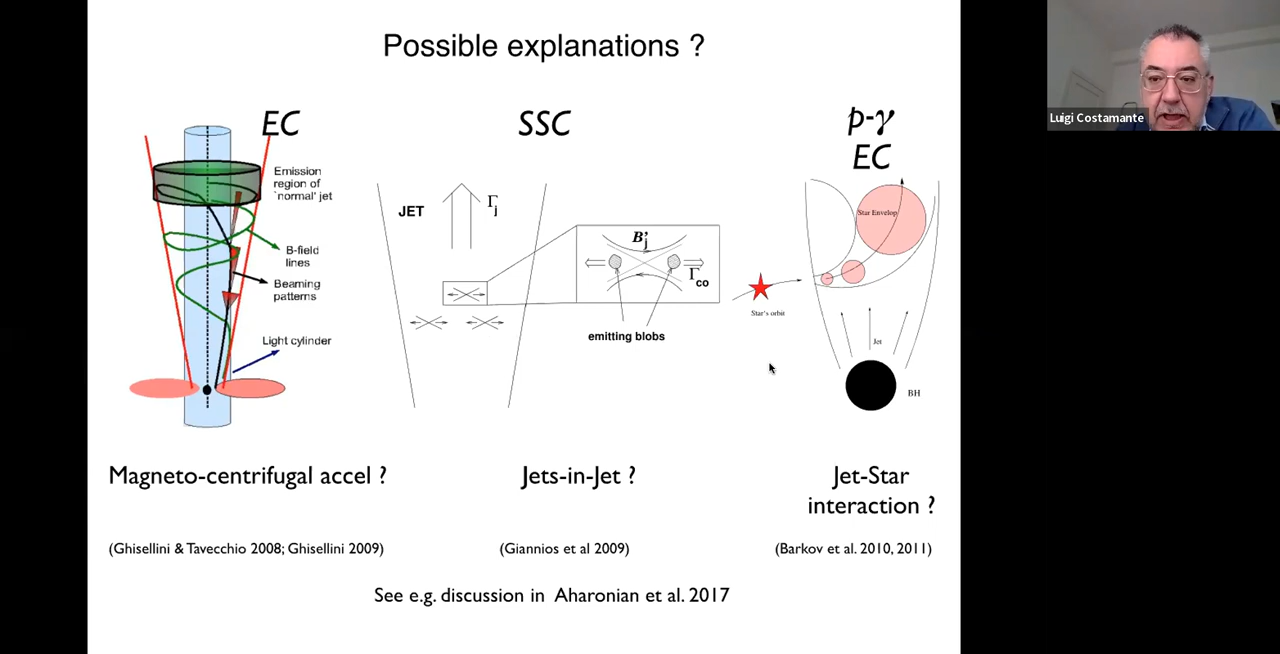 Possible explanations ?
Luigi Costamante
EC
Emission
region of
`normal' jet
B-field
lines
Beaming
patterns
Light cylinder
Magneto-centrifugal accel ?
(Ghisellini & Tavecchio 2008; Ghisellini 2009)
SSC
JET
Γj
B'j
Γco
emitting blobs
Jets-in-Jet ?
(Giannios et al 2009)
p-γ
EC
Star Envelop
Star's orbit
Jet
BH
Jet-Star
interaction ?
(Barkov et al. 2010, 2011)
See e.g. discussion in Aharonian et al. 2017